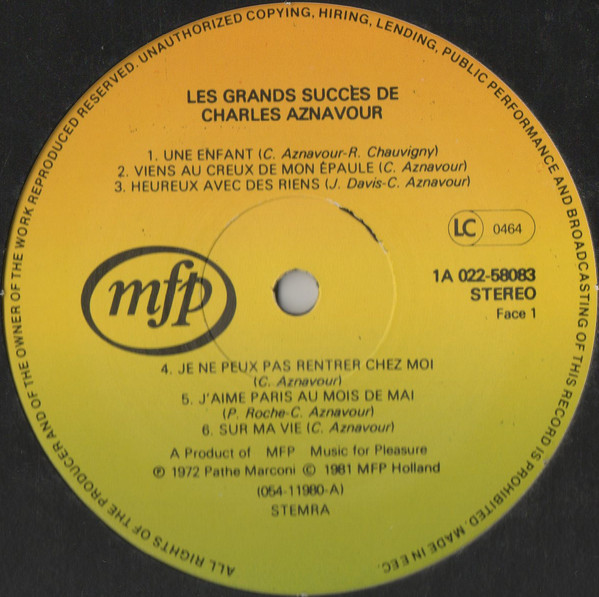 ALL RIGHTS OF THE PRODUCER AND OF THE OWNER OF THE WORK REPRODUCED RESERVED. UNAUTHORIZED COPYING, HIRING, LENDING, PUBLIC PERFORMANCE AND BROADCASTING OF THIS RECORD IS PROHIBITED. MADE IN EEC.
LES GRANDS SUCCÈS DE
CHARLES AZNAVOUR
1. UNE ENFANT (C. Aznavour-R. Chauvigny)
2. VIENS AU CREUX DE MON ÉPAULE (C. Aznavour)
3. HEUREUX AVEC DES RIENS (J. Davis-C. Aznavour)
LC 0464
mfp
1A 022-58083
STEREO
Face 1
4. JE NE PEUX PAS RENTRER CHEZ MOI
(C. Aznavour)
5. J'AIME PARIS AU MOIS DE MAI
(P. Roche-C. Aznavour)
6. SUR MA VIE (C. Aznavour)
A Product of MFP Music for Pleasure
℗ 1972 Pathe Marconi © 1981 MFP Holland
(054-11980-A)
STEMRA